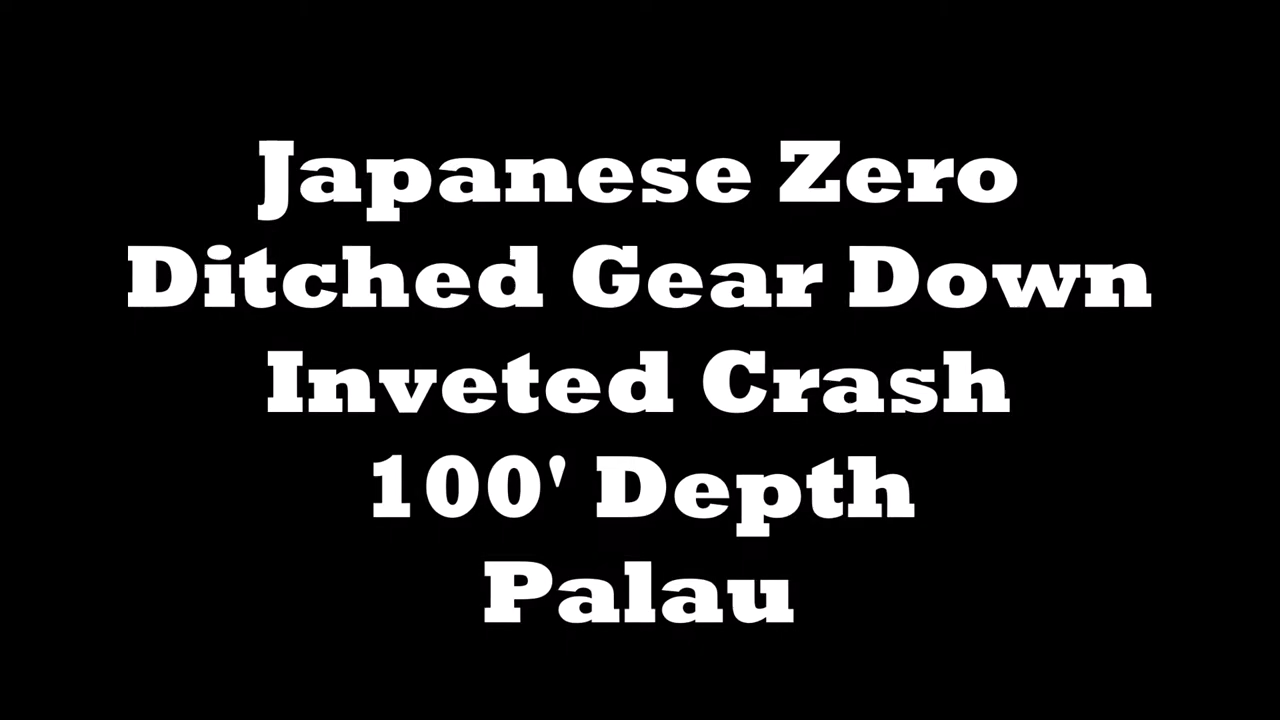 Japanese Zero
Ditched Gear Down
Inveted Crash
100' Depth
Palau